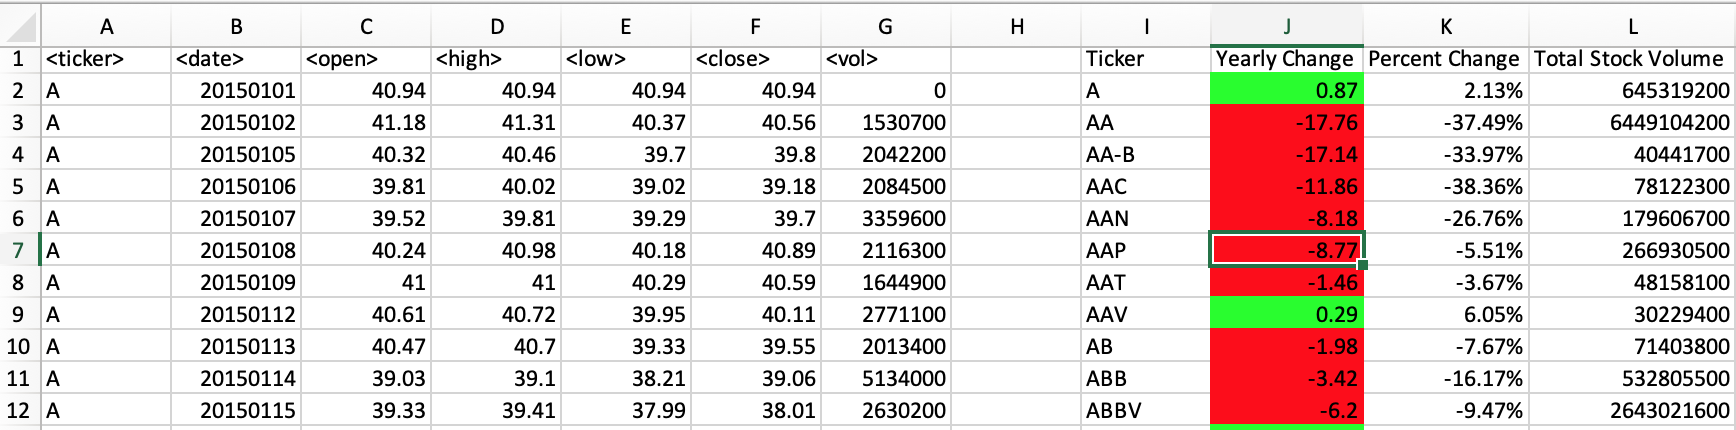 A B C D E F G H I J K L
1 <ticker> <date> <open> <high> <low> <close> <vol> Ticker Yearly Change Percent Change Total Stock Volume
2 A 20150101 40.94 40.94 40.94 40.94 0 A 0.87 2.13% 645319200
3 A 20150102 41.18 41.31 40.37 40.56 1530700 AA -17.76 -37.49% 6449104200
4 A 20150105 40.32 40.46 39.7 39.8 2042200 AA-B -17.14 -33.97% 40441700
5 A 20150106 39.81 40.02 39.02 39.18 2084500 AAC -11.86 -38.36% 78122300
6 A 20150107 39.52 39.81 39.29 39.7 3359600 AAN -8.18 -26.76% 179606700
7 A 20150108 40.24 40.98 40.18 40.89 2116300 AAP -8.77 -5.51% 266930500
8 A 20150109 41 41 40.29 40.59 1644900 AAT -1.46 -3.67% 48158100
9 A 20150112 40.61 40.72 39.95 40.11 2771100 AAV 0.29 6.05% 30229400
10 A 20150113 40.47 40.7 39.33 39.55 2013400 AB -1.98 -7.67% 71403800
11 A 20150114 39.03 39.1 38.21 39.06 5134000 ABB -3.42 -16.17% 532805500
12 A 20150115 39.33 39.41 37.99 38.01 2630200 ABBV -6.2 -9.47% 2643021600